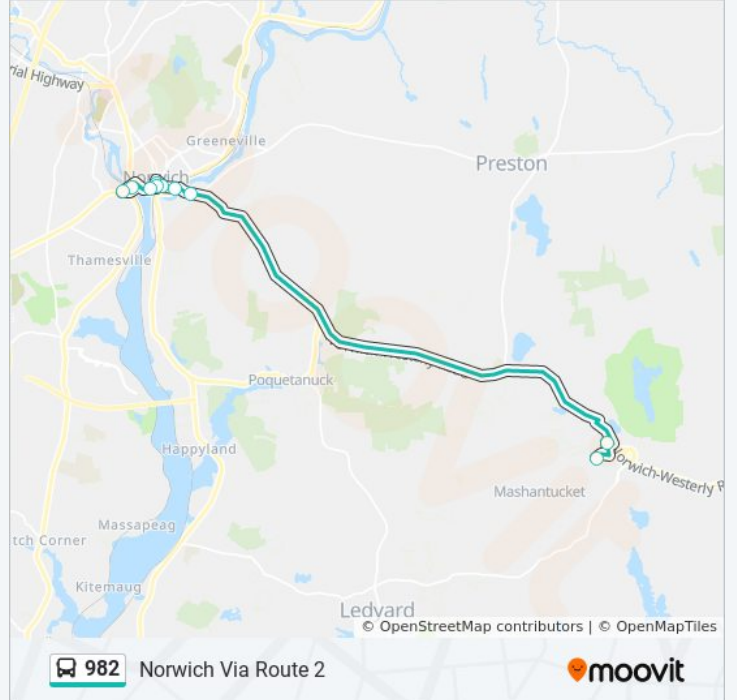 rial Highway
Greeneville
Preston
Norwich
Thamesville
Poquetanuck
Happyland
Norwich-Westerly R
Mashantucket
Massapeag
tch Corner
Kitemaug
Ledyard
© OpenStreetMap contributors | © OpenMapTiles
982 Norwich Via Route 2
moovit